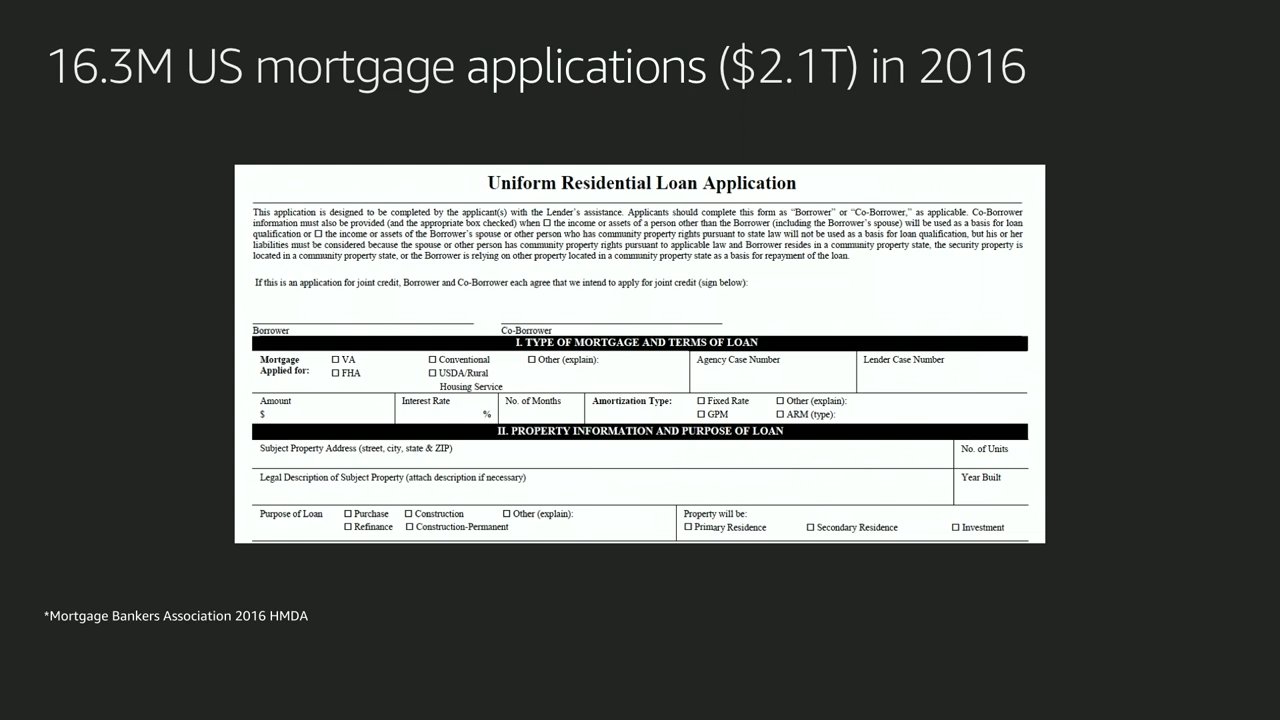 16.3M US mortgage applications ($2.1T) in 2016
Uniform Residential Loan Application
This application is designed to be completed by the applicant(s) with the Lender’s assistance. Applicants should complete this form as “Borrower” or “Co-Borrower,” as applicable. Co-Borrower
information must also be provided (and the appropriate box checked) when ☐ the income or assets of a person other than the Borrower (including the Borrower’s spouse) will be used as a basis for loan
qualification or ☐ the income or assets of the Borrower’s spouse or other person who has community property rights pursuant to state law will not be used as a basis for loan qualification, but his or her
liabilities must be considered because the spouse or other person has community property rights pursuant to applicable law and Borrower resides in a community property state, the security property is
located in a community property state, or the Borrower is relying on other property located in a community property state as a basis for repayment of the loan.
If this is an application for joint credit, Borrower and Co-Borrower each agree that we intend to apply for joint credit (sign below):
Borrower Co-Borrower
I. TYPE OF MORTGAGE AND TERMS OF LOAN
Mortgage ☐ VA ☐ Conventional ☐ Other (explain): Agency Case Number Lender Case Number
Applied for: ☐ FHA ☐ USDA/Rural
Housing Service
Amount Interest Rate No. of Months Amortization Type: ☐ Fixed Rate ☐ Other (explain):
$ % ☐ GPM ☐ ARM (type):
II. PROPERTY INFORMATION AND PURPOSE OF LOAN
Subject Property Address (street, city, state & ZIP) No. of Units
Legal Description of Subject Property (attach description if necessary) Year Built
Purpose of Loan ☐ Purchase ☐ Construction ☐ Other (explain): Property will be:
☐ Refinance ☐ Construction-Permanent ☐ Primary Residence ☐ Secondary Residence ☐ Investment
*Mortgage Bankers Association 2016 HMDA